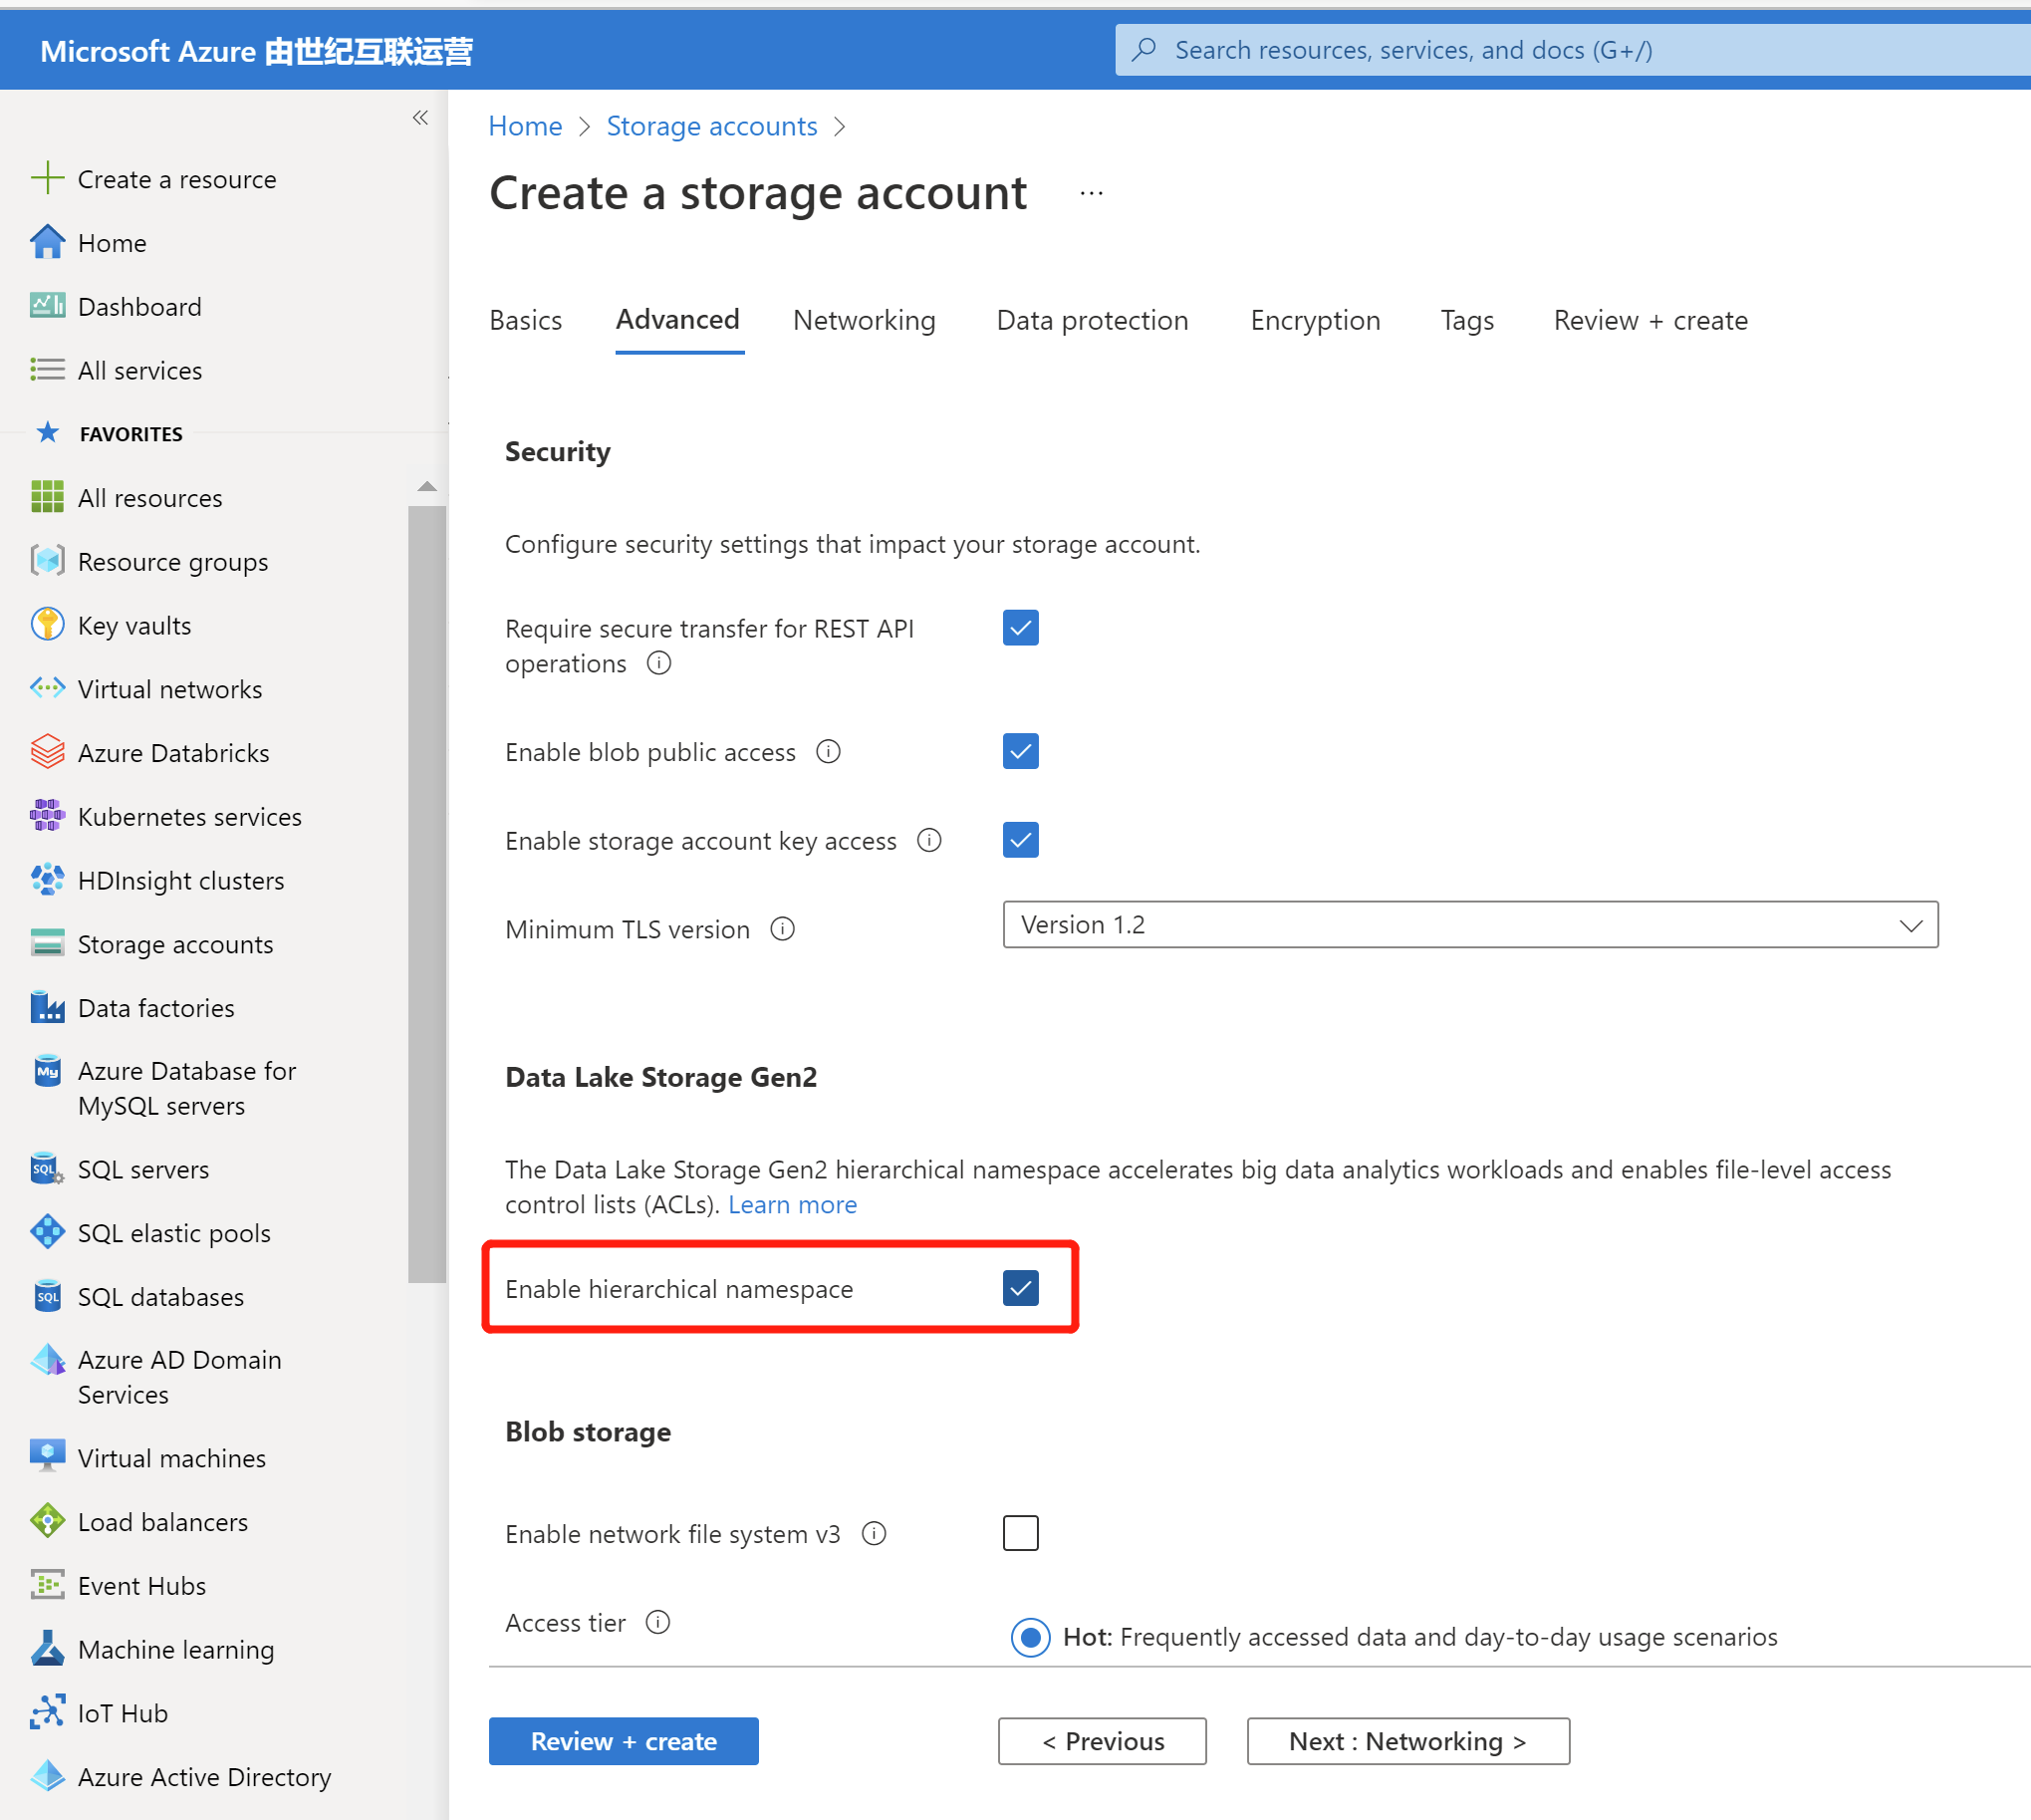 Microsoft Azure 由世纪互联运营
Search resources, services, and docs (G+/)
«
Create a resource
Home
Dashboard
All services
FAVORITES
All resources
Resource groups
Key vaults
Virtual networks
Azure Databricks
Kubernetes services
HDInsight clusters
Storage accounts
Data factories
Azure Database for
MySQL servers
SQL servers
SQL elastic pools
SQL databases
Azure AD Domain
Services
Virtual machines
Load balancers
Event Hubs
Machine learning
IoT Hub
Azure Active Directory
Home > Storage accounts >
Create a storage account ...
Basics Advanced Networking Data protection Encryption Tags Review + create
Security
Configure security settings that impact your storage account.
Require secure transfer for REST API
operations
Enable blob public access
Enable storage account key access
Minimum TLS version Version 1.2
Data Lake Storage Gen2
The Data Lake Storage Gen2 hierarchical namespace accelerates big data analytics workloads and enables file-level access
control lists (ACLs). Learn more
Enable hierarchical namespace
Blob storage
Enable network file system v3
Access tier Hot: Frequently accessed data and day-to-day usage scenarios
Review + create < Previous Next : Networking >